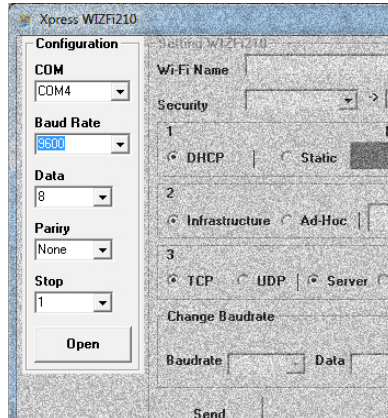 Xpress WIZFi210
Configuration
COM
COM4
Baud Rate
9600
Data
8
Pariry
None
Stop
1
Open
Setting WIZFi210
Wi-Fi Name
Security ->
1
DHCP | Static
2
Infrastructure Ad-Hoc |
3
TCP UDP | Server
Change Baudrate
Baudrate Data
Send